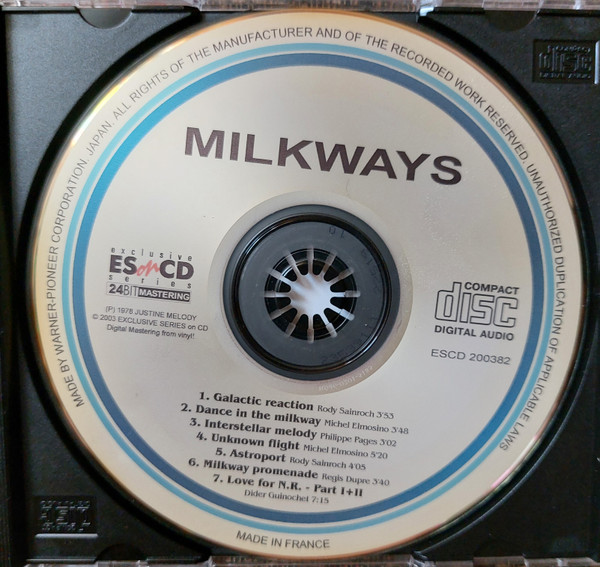 MADE BY WARNER-PIONEER CORPORATION, JAPAN. ALL RIGHTS OF THE MANUFACTURER AND OF THE RECORDED WORK RESERVED. UNAUTHORIZED DUPLICATION OF APPLICABLE LAWS
MILKWAYS
exclusive
ES on CD
series
24BIT MASTERING
(P) 1978 JUSTINE MELODY
© 2003 EXCLUSIVE SERIES on CD
Digital Mastering from vinyl!
COMPACT
disc
DIGITAL AUDIO
ESCD 200382
1. Galactic reaction Rody Sainroch 3'53
2. Dance in the milkway Michel Elmosino 3'48
3. Interstellar melody Philippe Pages 3'02
4. Unknown flight Michel Elmosino 5'20
5. Astroport Rody Sainroch 4'05
6. Milkway promenade Regis Dupre 3'40
7. Love for N.R. - Part I+II
Dider Guinochel 7:15
MADE IN FRANCE